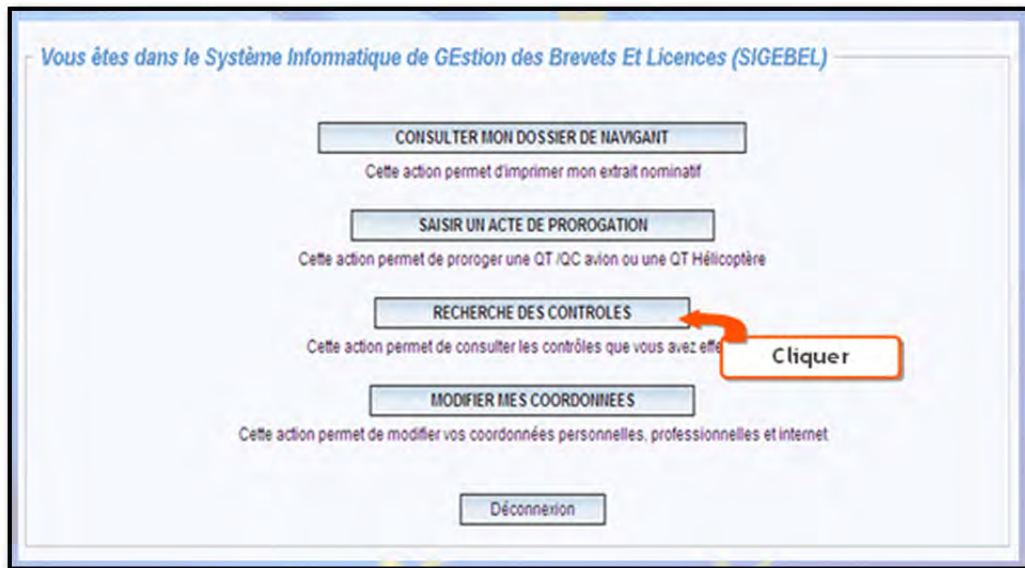 Vous êtes dans le Système Informatique de GEstion des Brevets Et Licences (SIGEBEL)
CONSULTER MON DOSSIER DE NAVIGANT
Cette action permet d'imprimer mon extrait nominatif
SAISIR UN ACTE DE PROROGATION
Cette action permet de proroger une QT /QC avion ou une QT Hélicoptère
RECHERCHE DES CONTROLES
Cette action permet de consulter les contrôles que vous avez effe
Cliquer
MODIFIER MES COORDONNEES
Cette action permet de modifier vos coordonnées personnelles, professionnelles et internet
Déconnexion